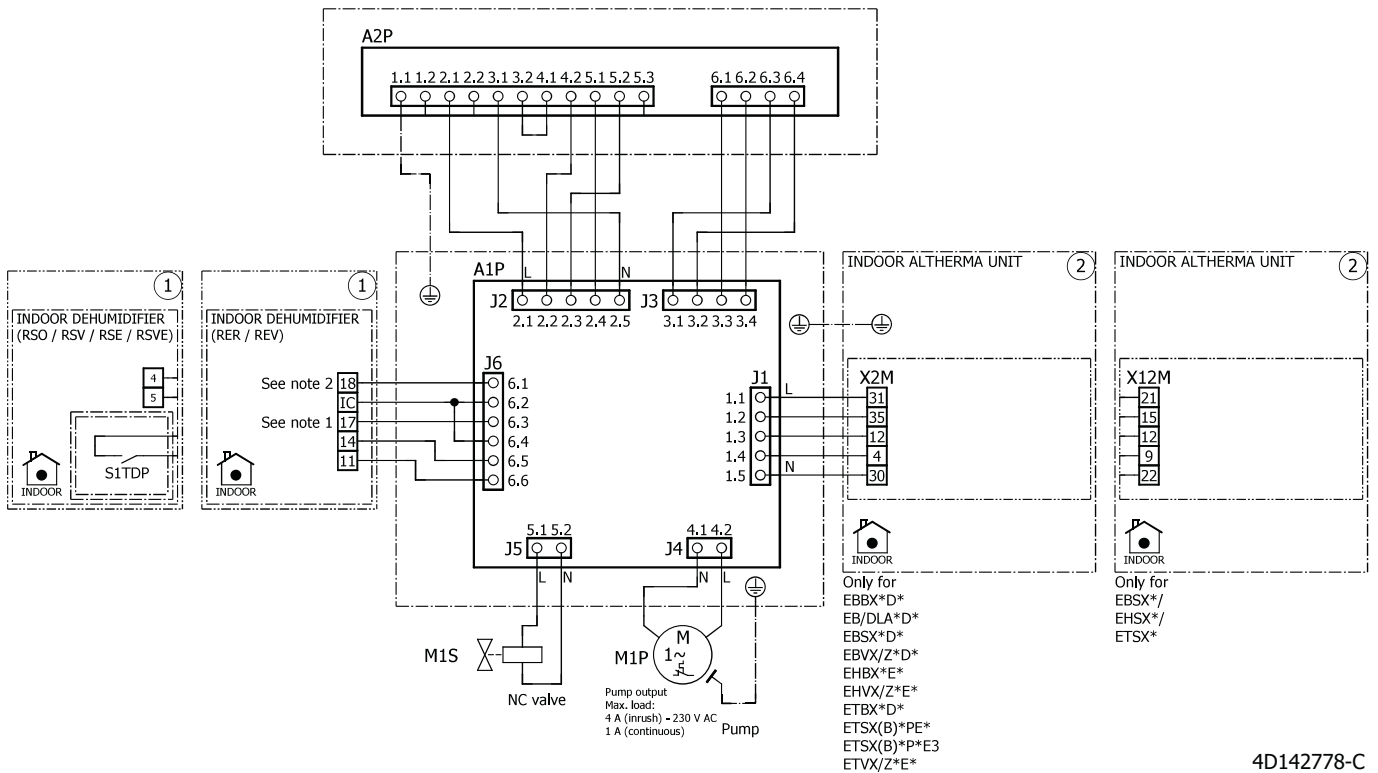 A2P
1.1 1.2 2.1 2.2 3.1 3.2 4.1 4.2 5.1 5.2 5.3
6.1 6.2 6.3 6.4
1
INDOOR DEHUMIDIFIER
(RSO / RSV / RSE / RSVE)
4
5
S1TDP
INDOOR
1
INDOOR DEHUMIDIFIER
(RER / REV)
See note 2
18
IC
See note 1
17
14
11
INDOOR
A1P
L
N
J2
2.1 2.2 2.3 2.4 2.5
J3
3.1 3.2 3.3 3.4
J6
6.1
6.2
6.3
6.4
6.5
6.6
J1
L
1.1
1.2
1.3
1.4
N
1.5
5.1 5.2
J5
L
N
4.1 4.2
J4
N
L
M1S
NC valve
M1P
M
1~
Pump output
Max. load:
4 A (inrush) - 230 V AC
1 A (continuous)
Pump
INDOOR ALTHERMA UNIT
2
X2M
31
35
12
4
30
INDOOR
Only for
EBBX*D*
EB/DLA*D*
EBSX*D*
EBVX/Z*D*
EHBX*E*
EHVX/Z*E*
ETBX*D*
ETSX(B)*PE*
ETSX(B)*P*E3
ETVX/Z*E*
INDOOR ALTHERMA UNIT
2
X12M
21
15
12
9
22
INDOOR
Only for
EBSX*/
EHSX*/
ETSX*
4D142778-C